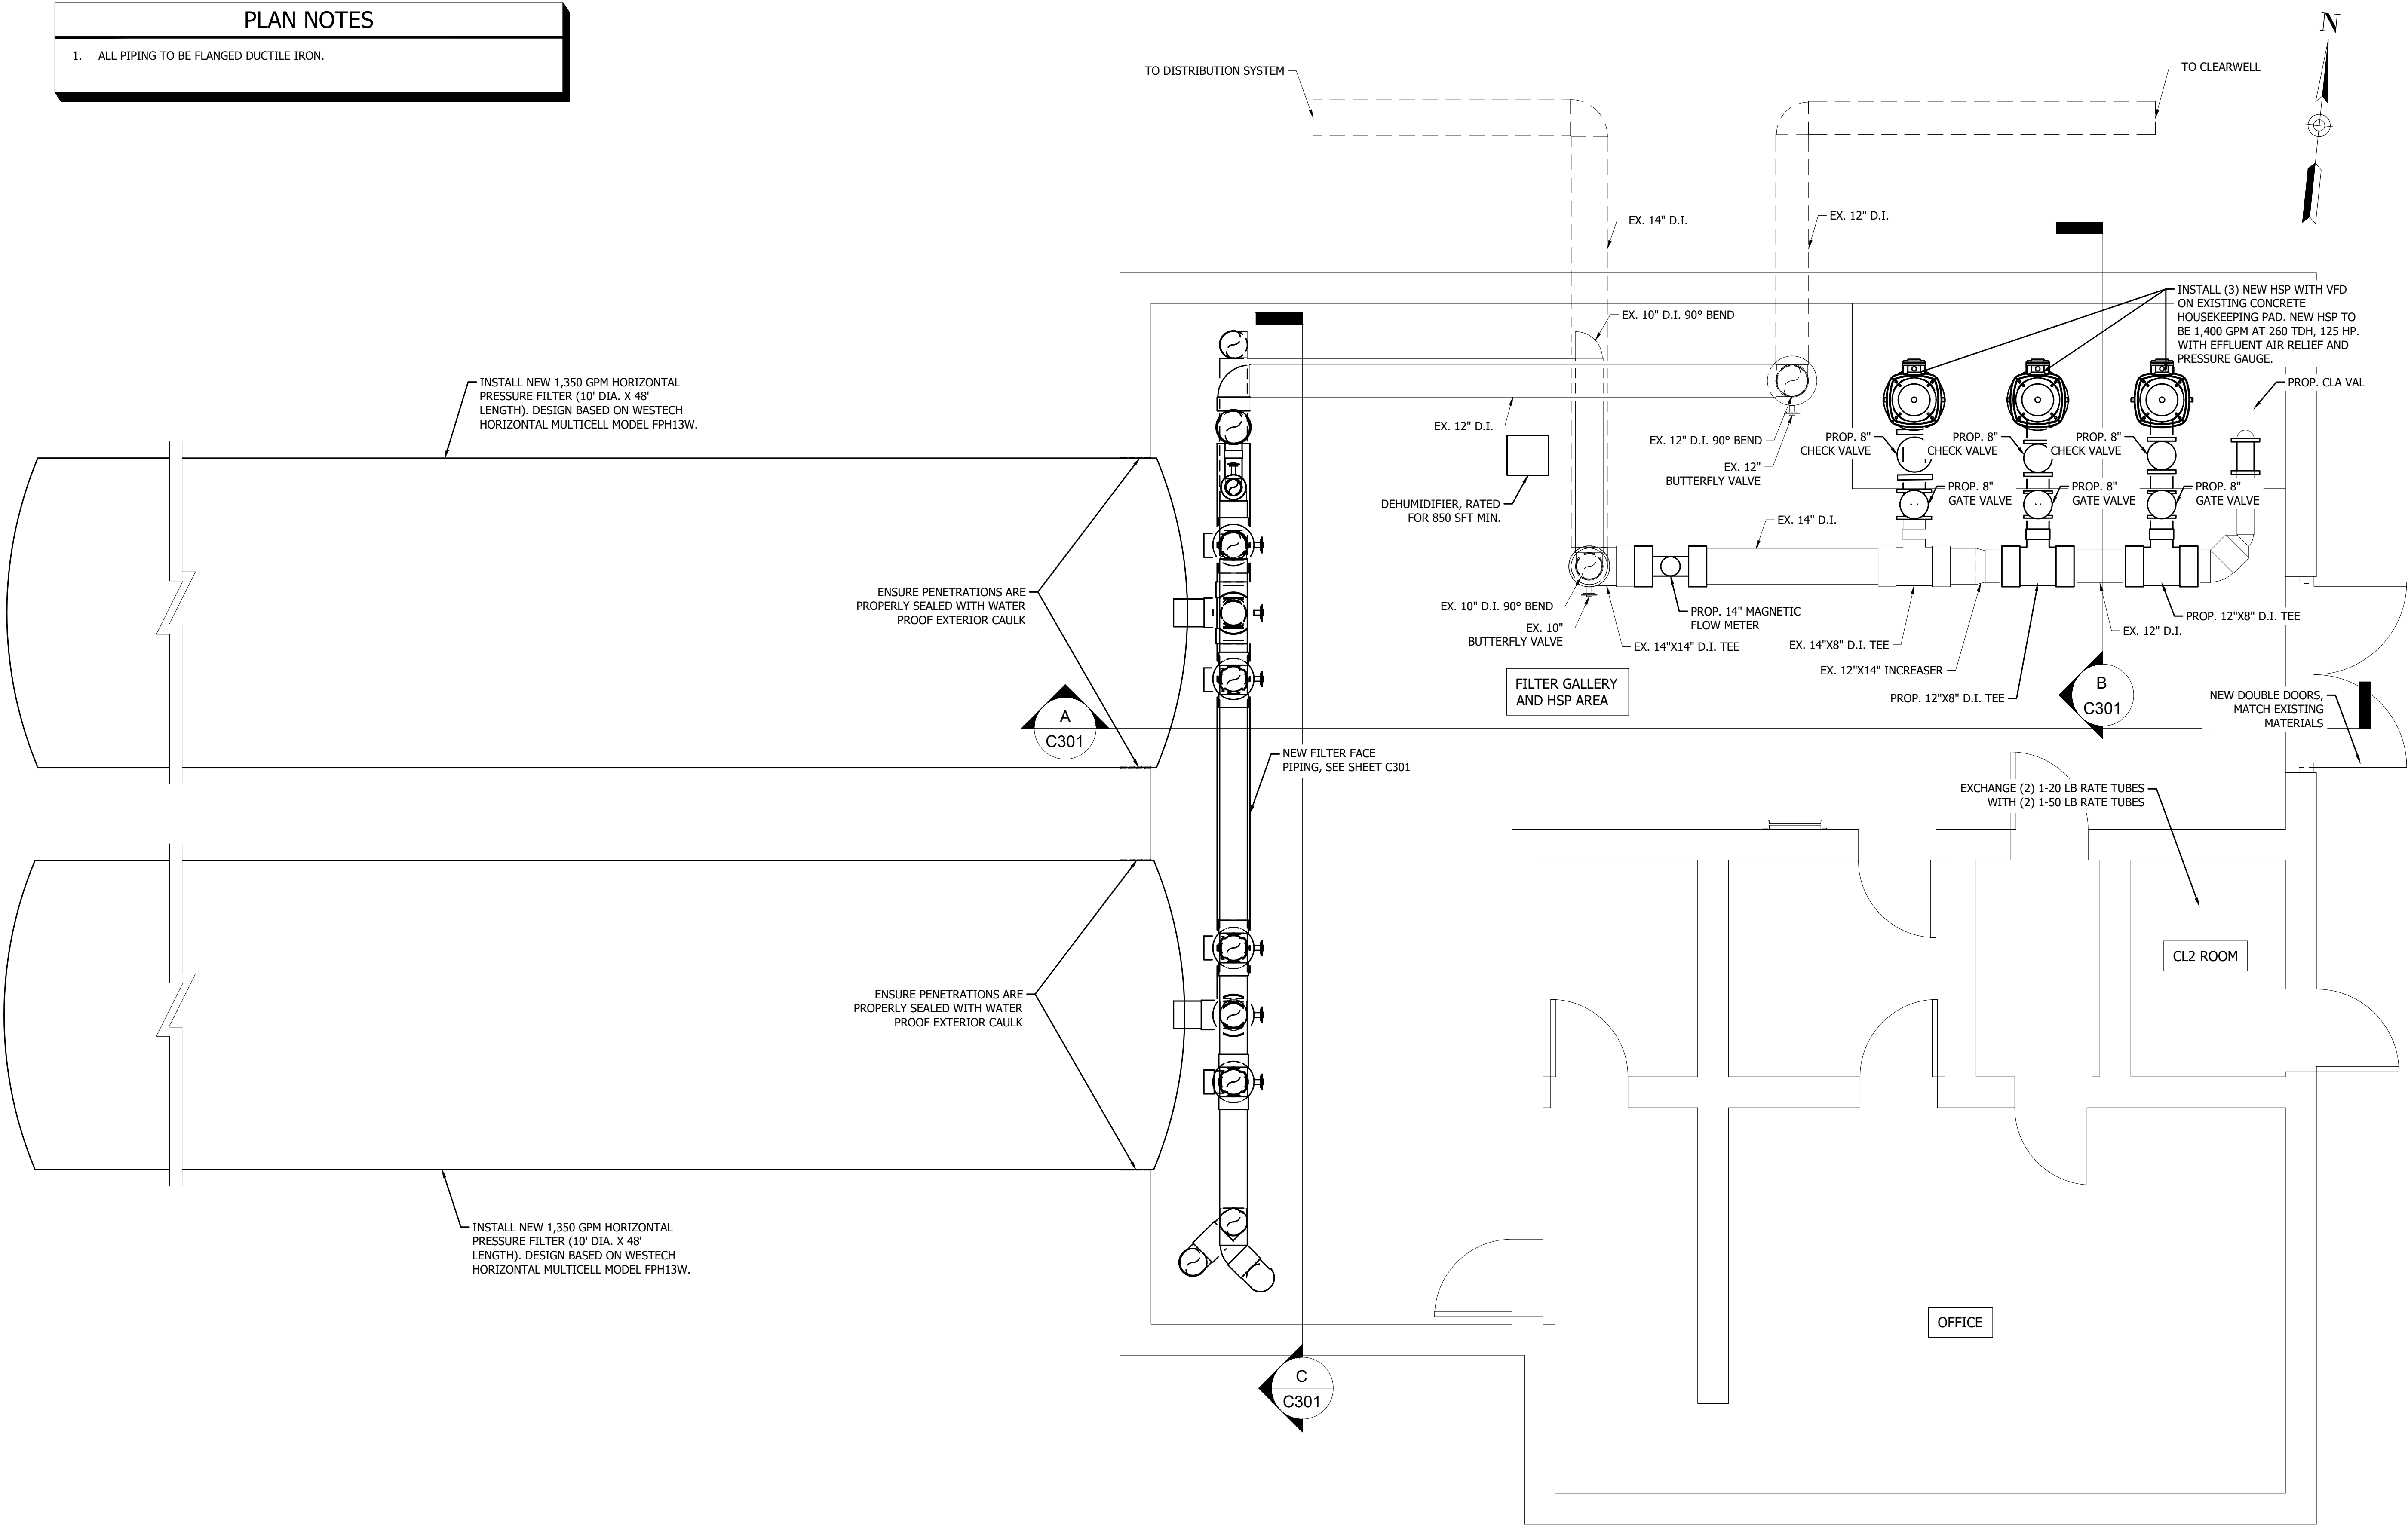 PLAN NOTES
1. ALL PIPING TO BE FLANGED DUCTILE IRON.
N
TO DISTRIBUTION SYSTEM
TO CLEARWELL
EX. 14" D.I.
EX. 12" D.I.
INSTALL (3) NEW HSP WITH VFD
ON EXISTING CONCRETE
HOUSEKEEPING PAD. NEW HSP TO
BE 1,400 GPM AT 260 TDH, 125 HP.
WITH EFFLUENT AIR RELIEF AND
PRESSURE GAUGE.
EX. 10" D.I. 90° BEND
PROP. CLA VAL
INSTALL NEW 1,350 GPM HORIZONTAL
PRESSURE FILTER (10' DIA. X 48'
LENGTH). DESIGN BASED ON WESTECH
HORIZONTAL MULTICELL MODEL FPH13W.
EX. 12" D.I.
EX. 12" D.I. 90° BEND
EX. 12"
BUTTERFLY VALVE
PROP. 8"
CHECK VALVE
PROP. 8"
CHECK VALVE
PROP. 8"
CHECK VALVE
PROP. 8"
GATE VALVE
PROP. 8"
GATE VALVE
PROP. 8"
GATE VALVE
DEHUMIDIFIER, RATED
FOR 850 SFT MIN.
EX. 14" D.I.
ENSURE PENETRATIONS ARE
PROPERLY SEALED WITH WATER
PROOF EXTERIOR CAULK
EX. 10" D.I. 90° BEND
EX. 10"
BUTTERFLY VALVE
PROP. 14" MAGNETIC
FLOW METER
EX. 14"X14" D.I. TEE
EX. 14"X8" D.I. TEE
EX. 12"X14" INCREASER
PROP. 12"X8" D.I. TEE
PROP. 12"X8" D.I. TEE
EX. 12" D.I.
FILTER GALLERY
AND HSP AREA
B
C301
NEW DOUBLE DOORS,
MATCH EXISTING
MATERIALS
A
C301
NEW FILTER FACE
PIPING, SEE SHEET C301
EXCHANGE (2) 1-20 LB RATE TUBES
WITH (2) 1-50 LB RATE TUBES
CL2 ROOM
ENSURE PENETRATIONS ARE
PROPERLY SEALED WITH WATER
PROOF EXTERIOR CAULK
INSTALL NEW 1,350 GPM HORIZONTAL
PRESSURE FILTER (10' DIA. X 48'
LENGTH). DESIGN BASED ON WESTECH
HORIZONTAL MULTICELL MODEL FPH13W.
OFFICE
C
C301